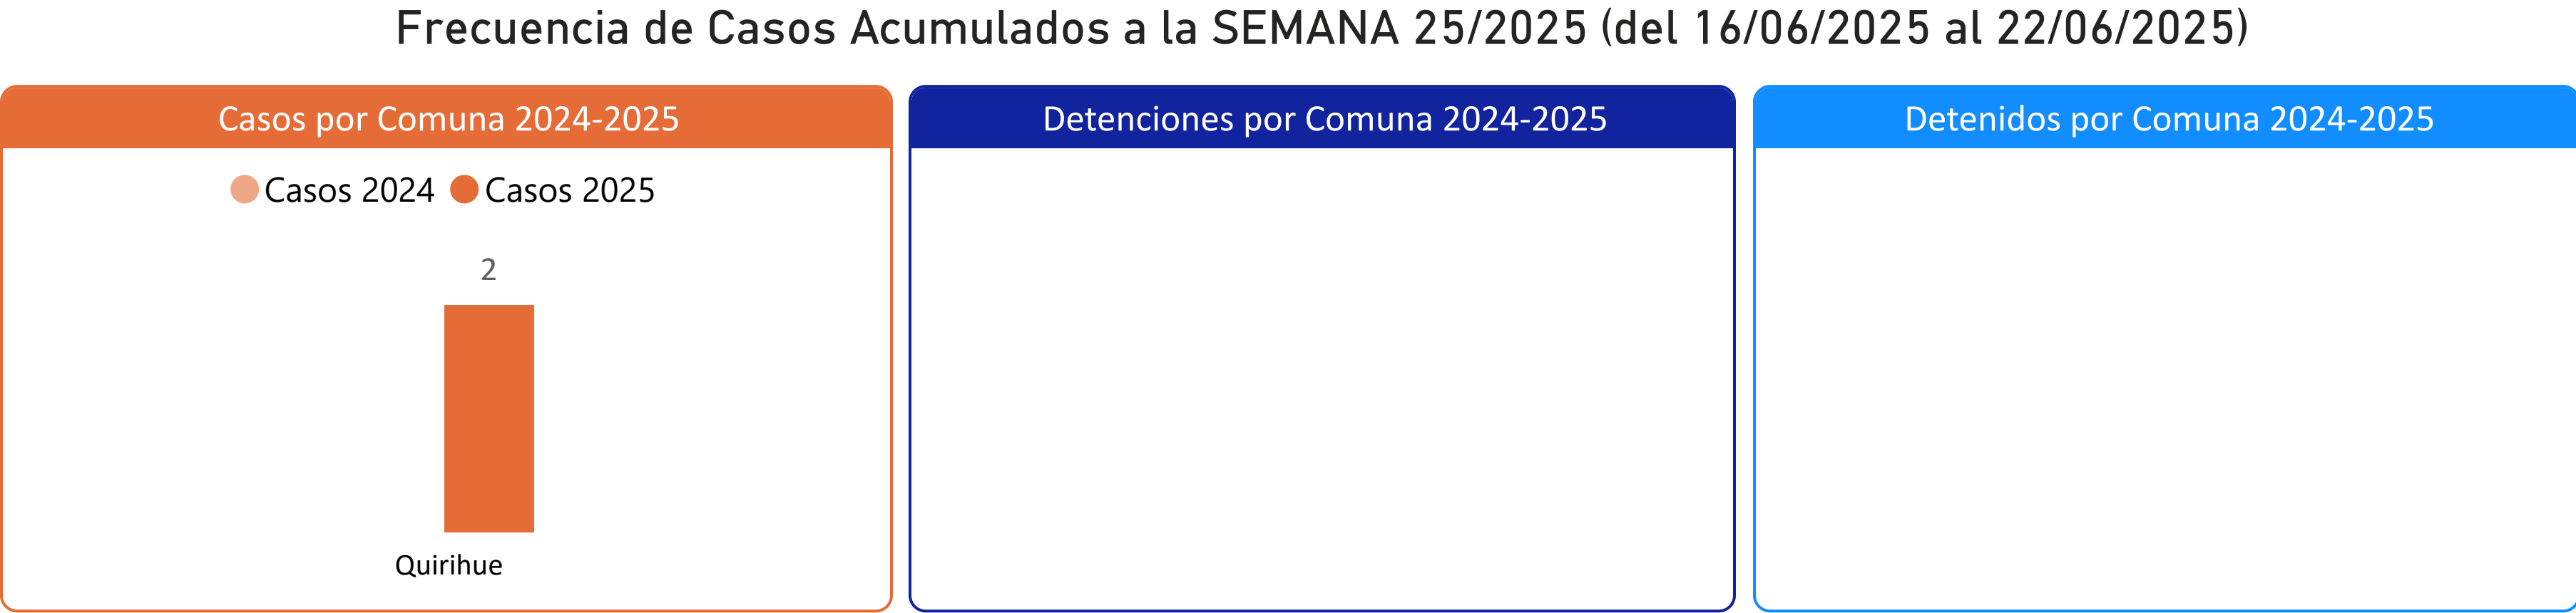 Frecuencia de Casos Acumulados a la SEMANA 25/2025 (del 16/06/2025 al 22/06/2025)
Casos por Comuna 2024-2025
Casos 2024 Casos 2025
2
Quirihue
Detenciones por Comuna 2024-2025
Detenidos por Comuna 2024-2025